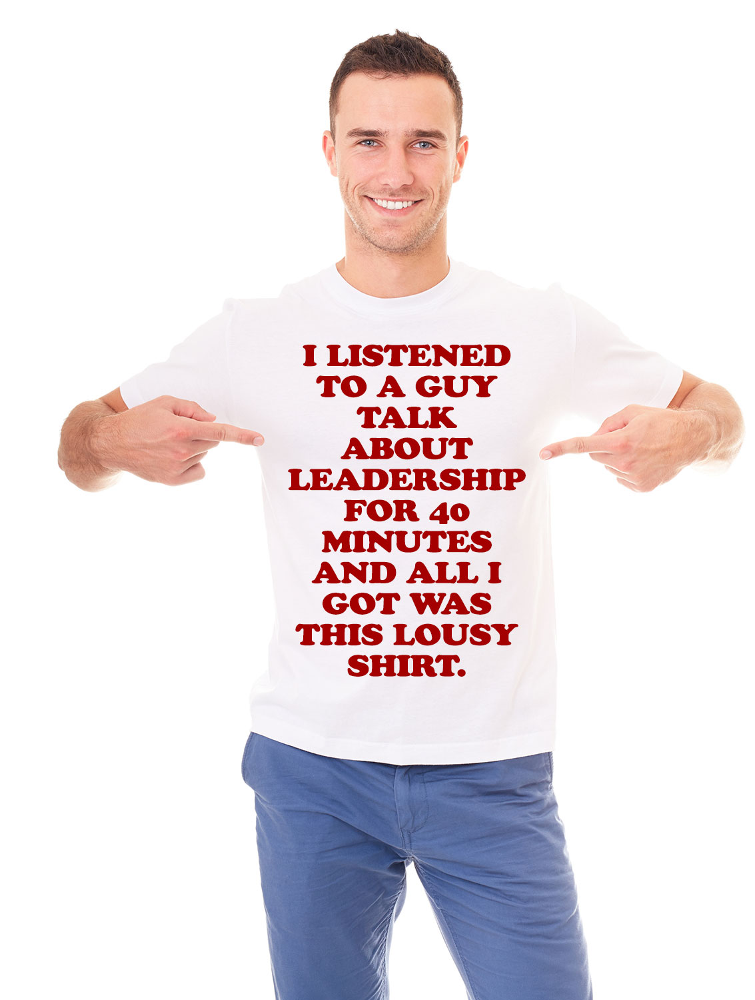 I LISTENED
TO A GUY
TALK
ABOUT
LEADERSHIP
FOR 40
MINUTES
AND ALL I
GOT WAS
THIS LOUSY
SHIRT.